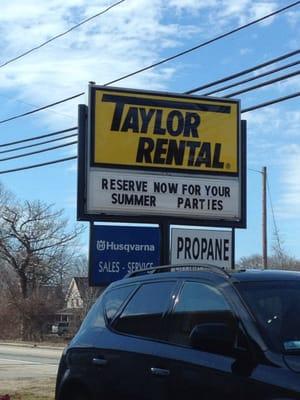 TAYLOR
RENTAL®
RESERVE NOW FOR YOUR
SUMMER PARTIES
Husqvarna
SALES - SERVICE
PROPANE